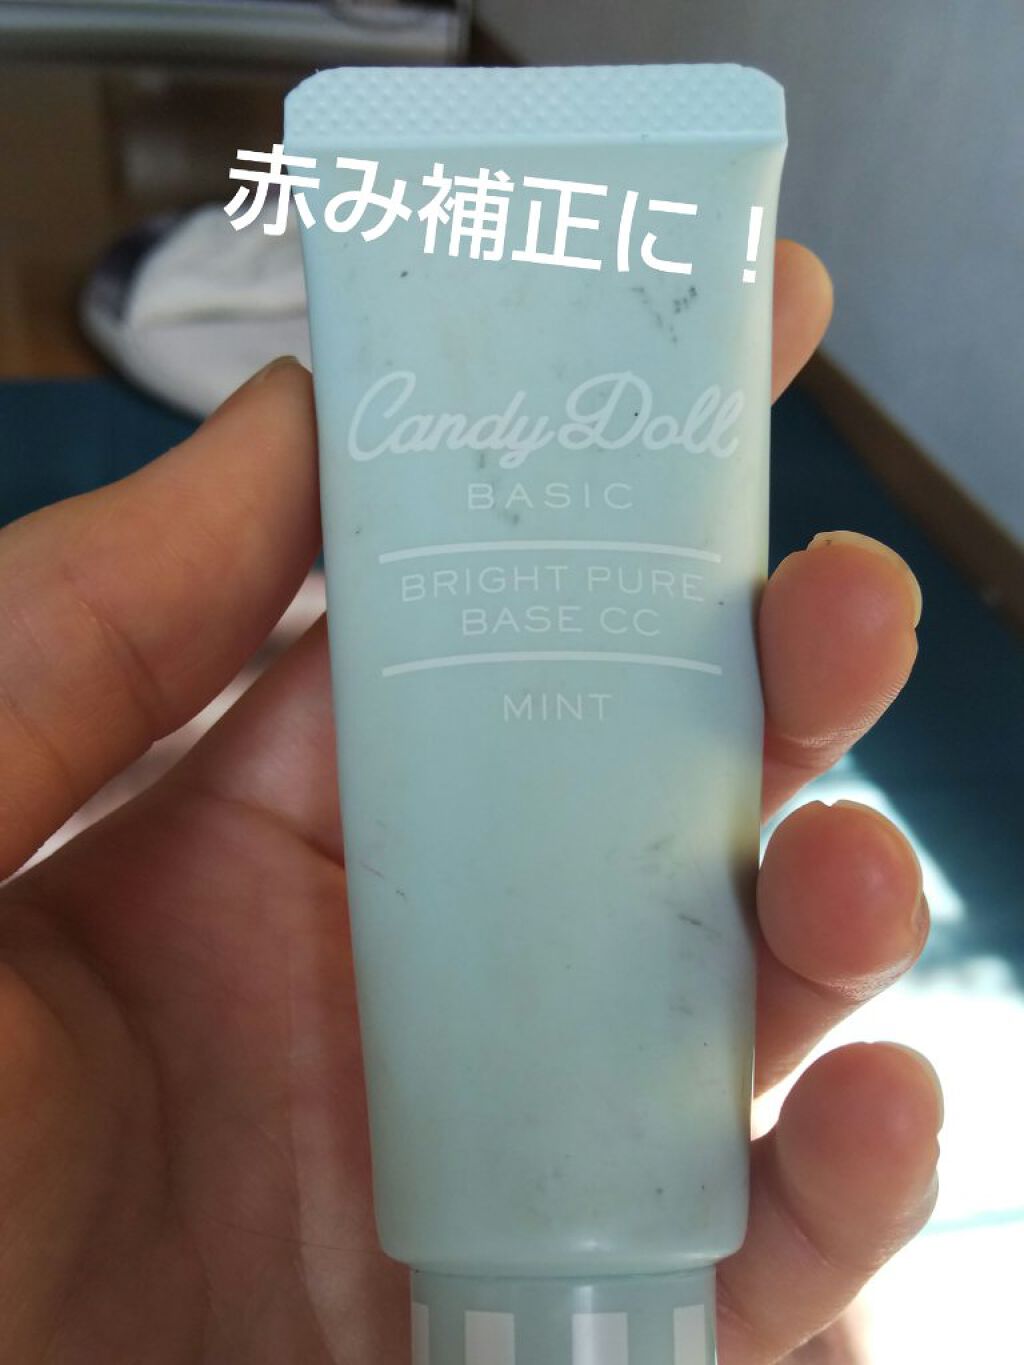 赤み補正に！
Candy Doll
BASIC
BRIGHT PURE
BASE CC
MINT